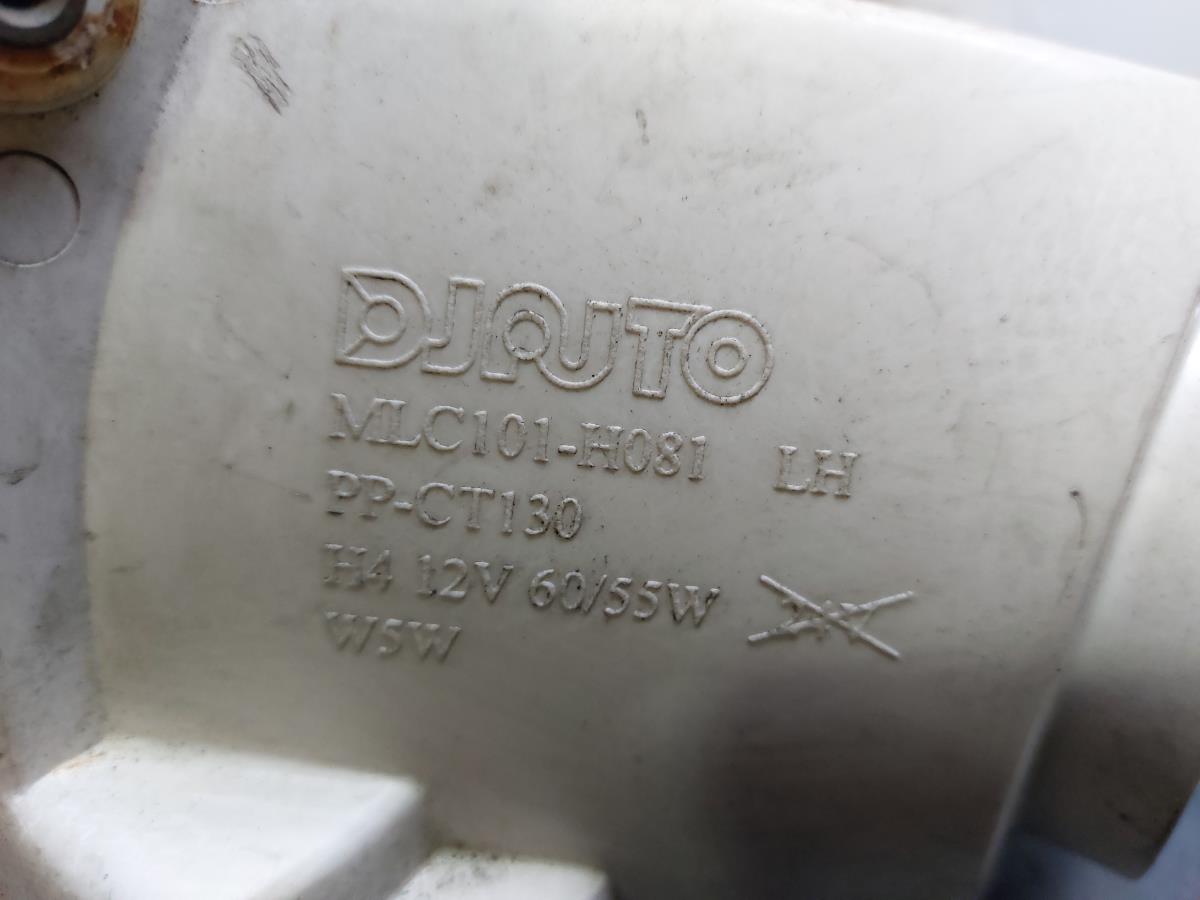 DJAUTO
MLC101-H081 LH
PP-CT130
H4 12V 60/55W
W5W